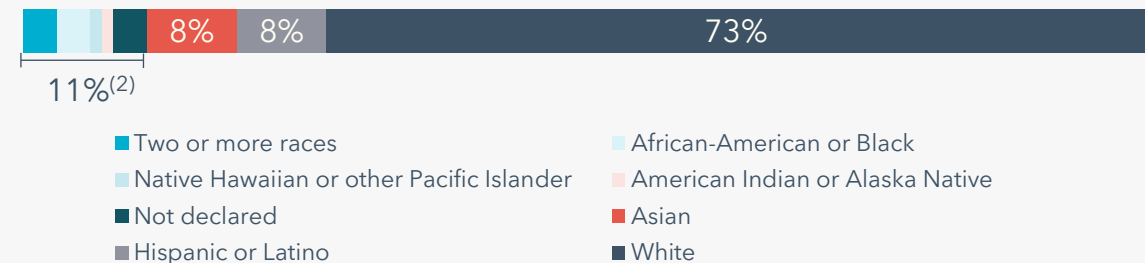 8% 8% 73%
11%(2)
Two or more races African-American or Black
Native Hawaiian or other Pacific Islander American Indian or Alaska Native
Not declared Asian
Hispanic or Latino White